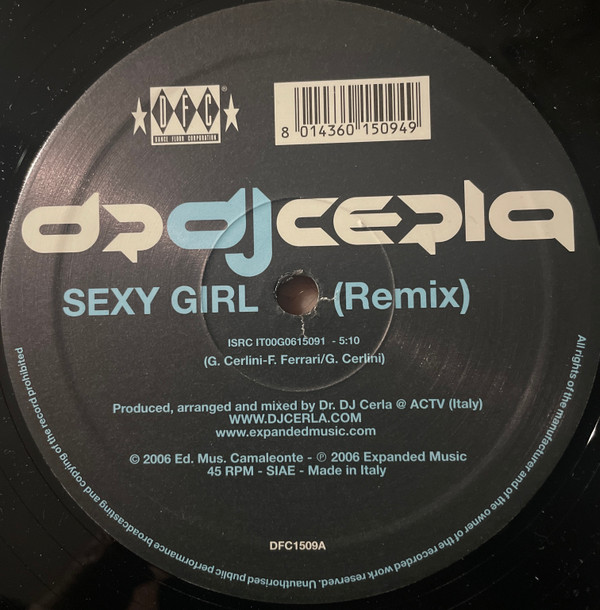 DFC®
DANCE FLOOR CORPORATION
8 014360 150949
DR DJ CERLA
SEXY GIRL (Remix)
ISRC IT00G0615091 - 5:10
(G. Cerlini-F. Ferrari/G. Cerlini)
Produced, arranged and mixed by Dr. DJ Cerla @ ACTV (Italy)
WWW.DJCERLA.COM
www.expandedmusic.com
© 2006 Ed. Mus. Camaleonte - ℗ 2006 Expanded Music
45 RPM - SIAE - Made in Italy
DFC1509A
All rights of the manufacturer and of the owner of the recorded work reserved. Unauthorised public performance broadcasting and copying of the record prohibited